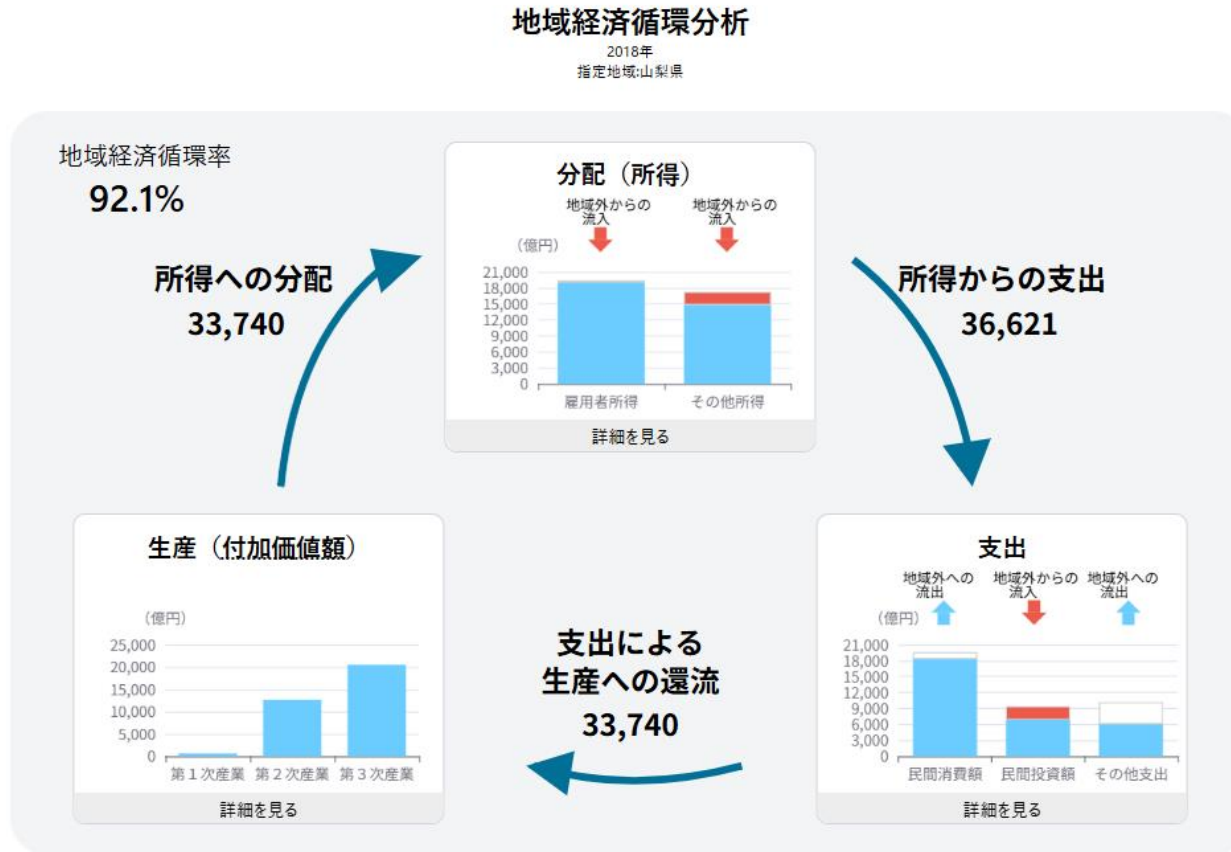 地域経済循環分析
2018年
指定地域:山梨県
地域経済循環率
92.1%
所得への分配
33,740
分配（所得）
地域外からの
流入
地域外からの
流入
（億円）
21,000
18,000
15,000
12,000
9,000
6,000
3,000
0
雇用者所得
その他所得
詳細を見る
所得からの支出
36,621
生産（付加価値額）
（億円）
25,000
20,000
15,000
10,000
5,000
0
第１次産業
第２次産業
第３次産業
詳細を見る
支出による
生産への還流
33,740
支出
地域外への
流出
地域外からの
流入
地域外への
流出
（億円）
21,000
18,000
15,000
12,000
9,000
6,000
3,000
0
民間消費額
民間投資額
その他支出
詳細を見る